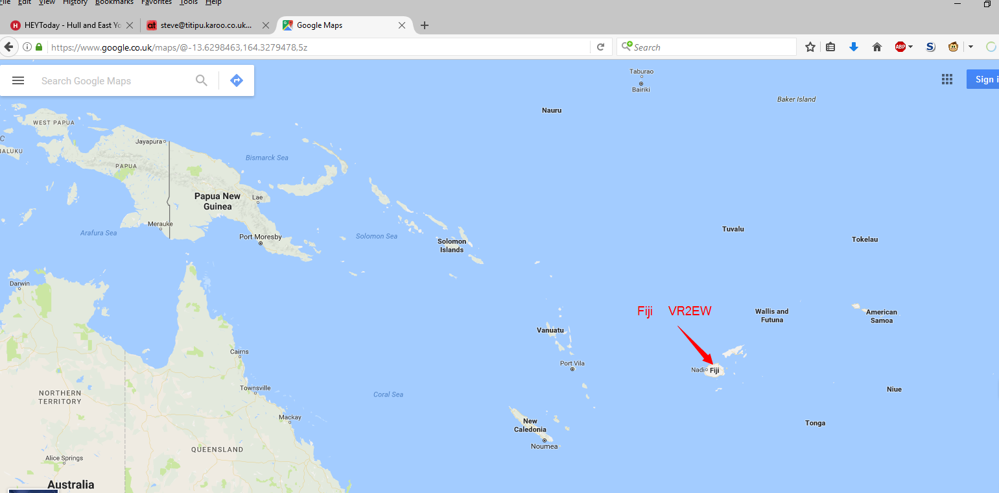 File Edit View History Bookmarks Favorites Tools Help
HEYToday - Hull and East Yo
steve@titipu.karoo.co.uk...
Google Maps
https://www.google.co.uk/maps/@-13.6298463,164.3279478,5z
Search
ABP
S
Search Google Maps
Sign i
Taburao
Bairiki
Baker Island
Nauru
WEST PAPUA
Jayapura
C
MALUKU
Bismarck Sea
PAPUA
Papua New
Guinea
Lae
Merauke
Arafura Sea
Port Moresby
Solomon Sea
Solomon
Islands
Tuvalu
Tokelau
Darwin
Fiji VR2EW
Wallis and
Futuna
American
Samoa
Vanuatu
Cairns
Port Vila
Nadi
Fiji
Townsville
NORTHERN
TERRITORY
Coral Sea
Niue
Mackay
New
Caledonia
Tonga
Noumea
QUEENSLAND
Alice Springs
Australia